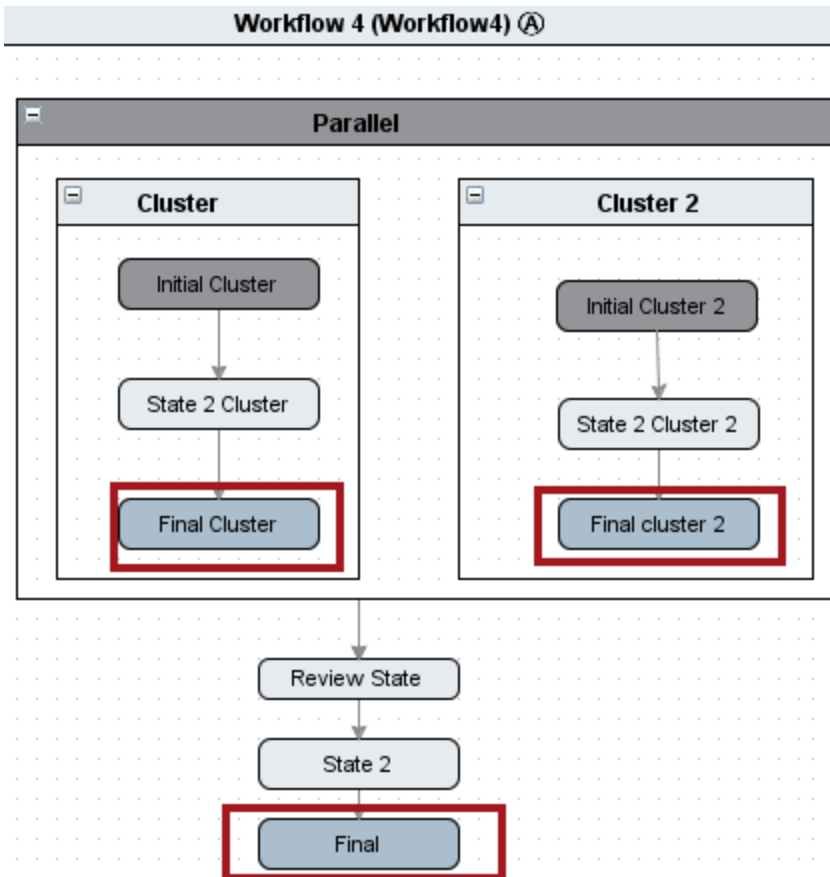 Workflow 4 (Workflow4) Ⓐ
Parallel
Cluster
Initial Cluster
State 2 Cluster
Final Cluster
Cluster 2
Initial Cluster 2
State 2 Cluster 2
Final cluster 2
Review State
State 2
Final